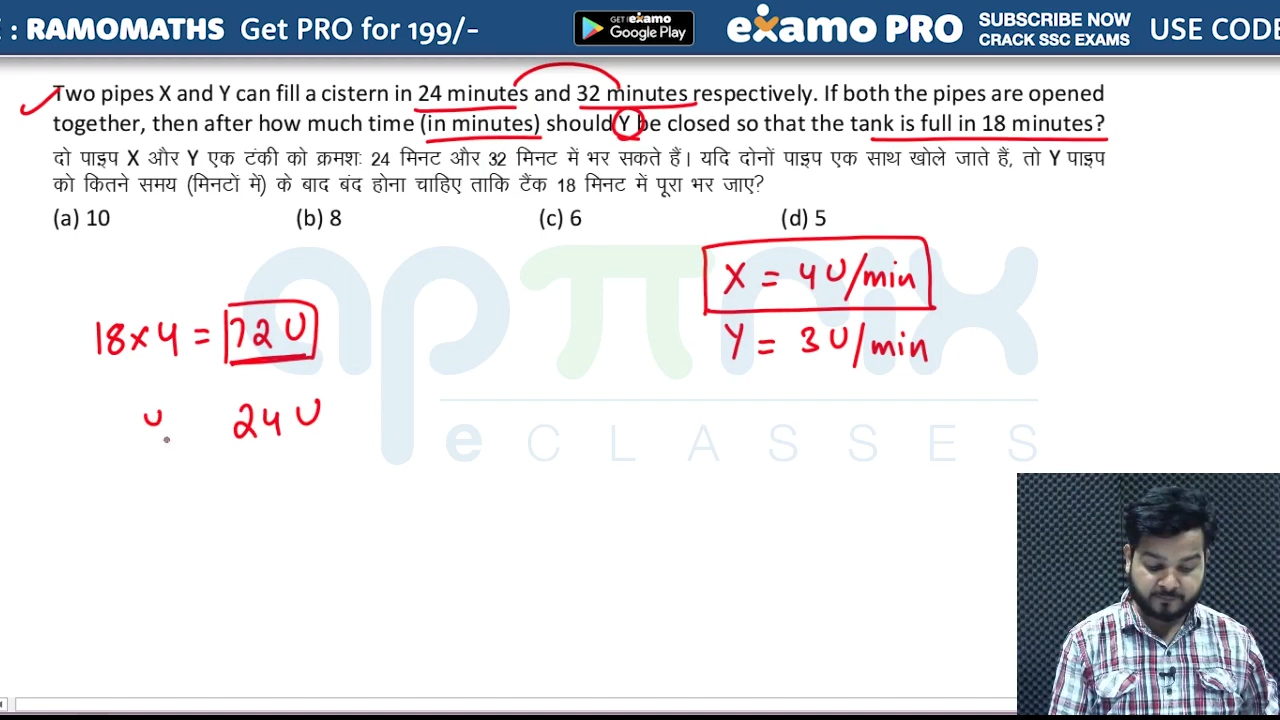 : RAMOMATHS Get PRO for 199/-
GET IT examo
Google Play
examo PRO
SUBSCRIBE NOW
CRACK SSC EXAMS
USE CODE
Two pipes X and Y can fill a cistern in 24 minutes and 32 minutes respectively. If both the pipes are opened
together, then after how much time (in minutes) should Y be closed so that the tank is full in 18 minutes?
दो पाइप X और Y एक टंकी को क्रमश: 24 मिनट और 32 मिनट में भर सकते हैं। यदि दोनों पाइप एक साथ खोले जाते हैं, तो Y पाइप
को कितने समय (मिनटों में) के बाद बंद होना चाहिए ताकि टैंक 18 मिनट में पूरा भर जाए?
(a) 10 (b) 8 (c) 6 (d) 5
X = 4U/min
18×4 = 72U
Y = 3U/min
24U
apπrix
e CLASSES